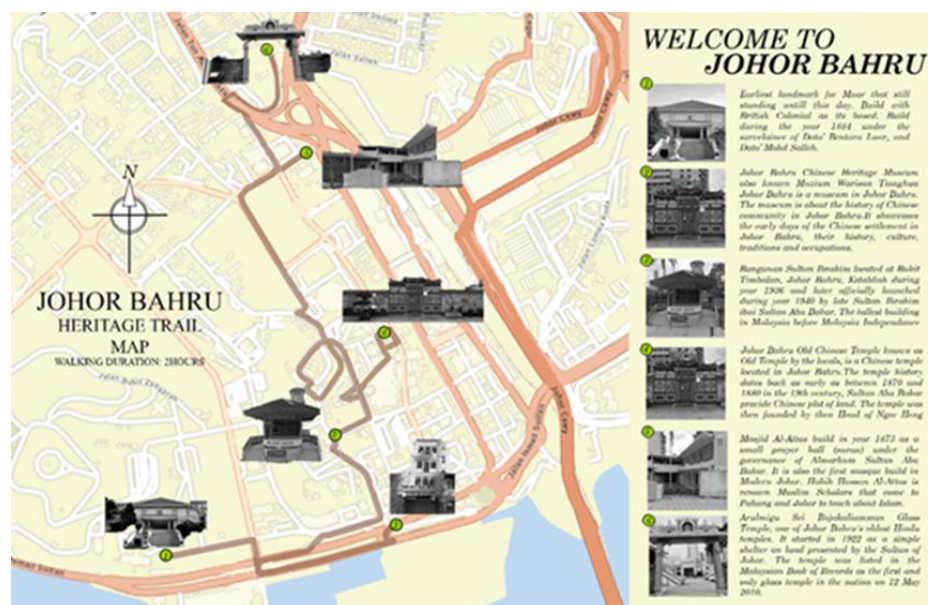 WELCOME TO
JOHOR BAHRU
N
JOHOR BAHRU
HERITAGE TRAIL
MAP
WALKING DURATION: 2HOURS
Jalan Ismail Sultan
Johor Cswy
Johor Cswy
Johor Cswy
Earliest landmark for Muar that still
standing untill this day. Build with
British Colonial as its based. Build
during the year 1884 under the
of Dato' Bentara Luar, and
Dato' Mohd Salleh.
Johor Bahru Chinese Heritage Museum
also known Muzium Warisan Tionghua
Johor Bahru is a museum in Johor Bahru.
The museum is about the history of Chinese
community in Johor Bahru.It showcases
the early days of the Chinese settlement in
Johor Bahru, their history, culture,
traditions and occupations.
Sultan Ibrahim located at Bukit
Timbalan, Johor Bahru. Establish during
year 1936 and later officially launched
during year 1940 by late Sultan Ibrahim
Sultan Abu Bakar. The tallest building
in Malaysia before Malaysia Independence
Johor Bahru Old Chinese Temple known as
Old Temple by the locals, is a Chinese temple
located in Johor Bahru.The temple history
dates back as early as between 1870 and
1880 in the 19th century, Sultan Abu Bakar
provide Chinese plot of land. The temple was
then founded by then Head of Ngee Heng
Masjid Al-Attas build in year 1873 as a
small prayer hall (surau) under the
governance of Almarhum Sultan Abu
Bakar. It is also the first mosque build in
Modern Johor. Habib Hassan Al-Attas is
renown Muslim Scholars that come to
Pahang and Johor to teach about Islam.
Arulmigu Sri Rajakaliamman Glass
Temple, one of Johor Bahru's oldest Hindu
temples. It started in 1922 as a simple
shelter on land presented by the Sultan of
Johor. The temple was listed in the
Malaysian Book of Records as the first and
only glass temple in the nation on 12 May
2010.